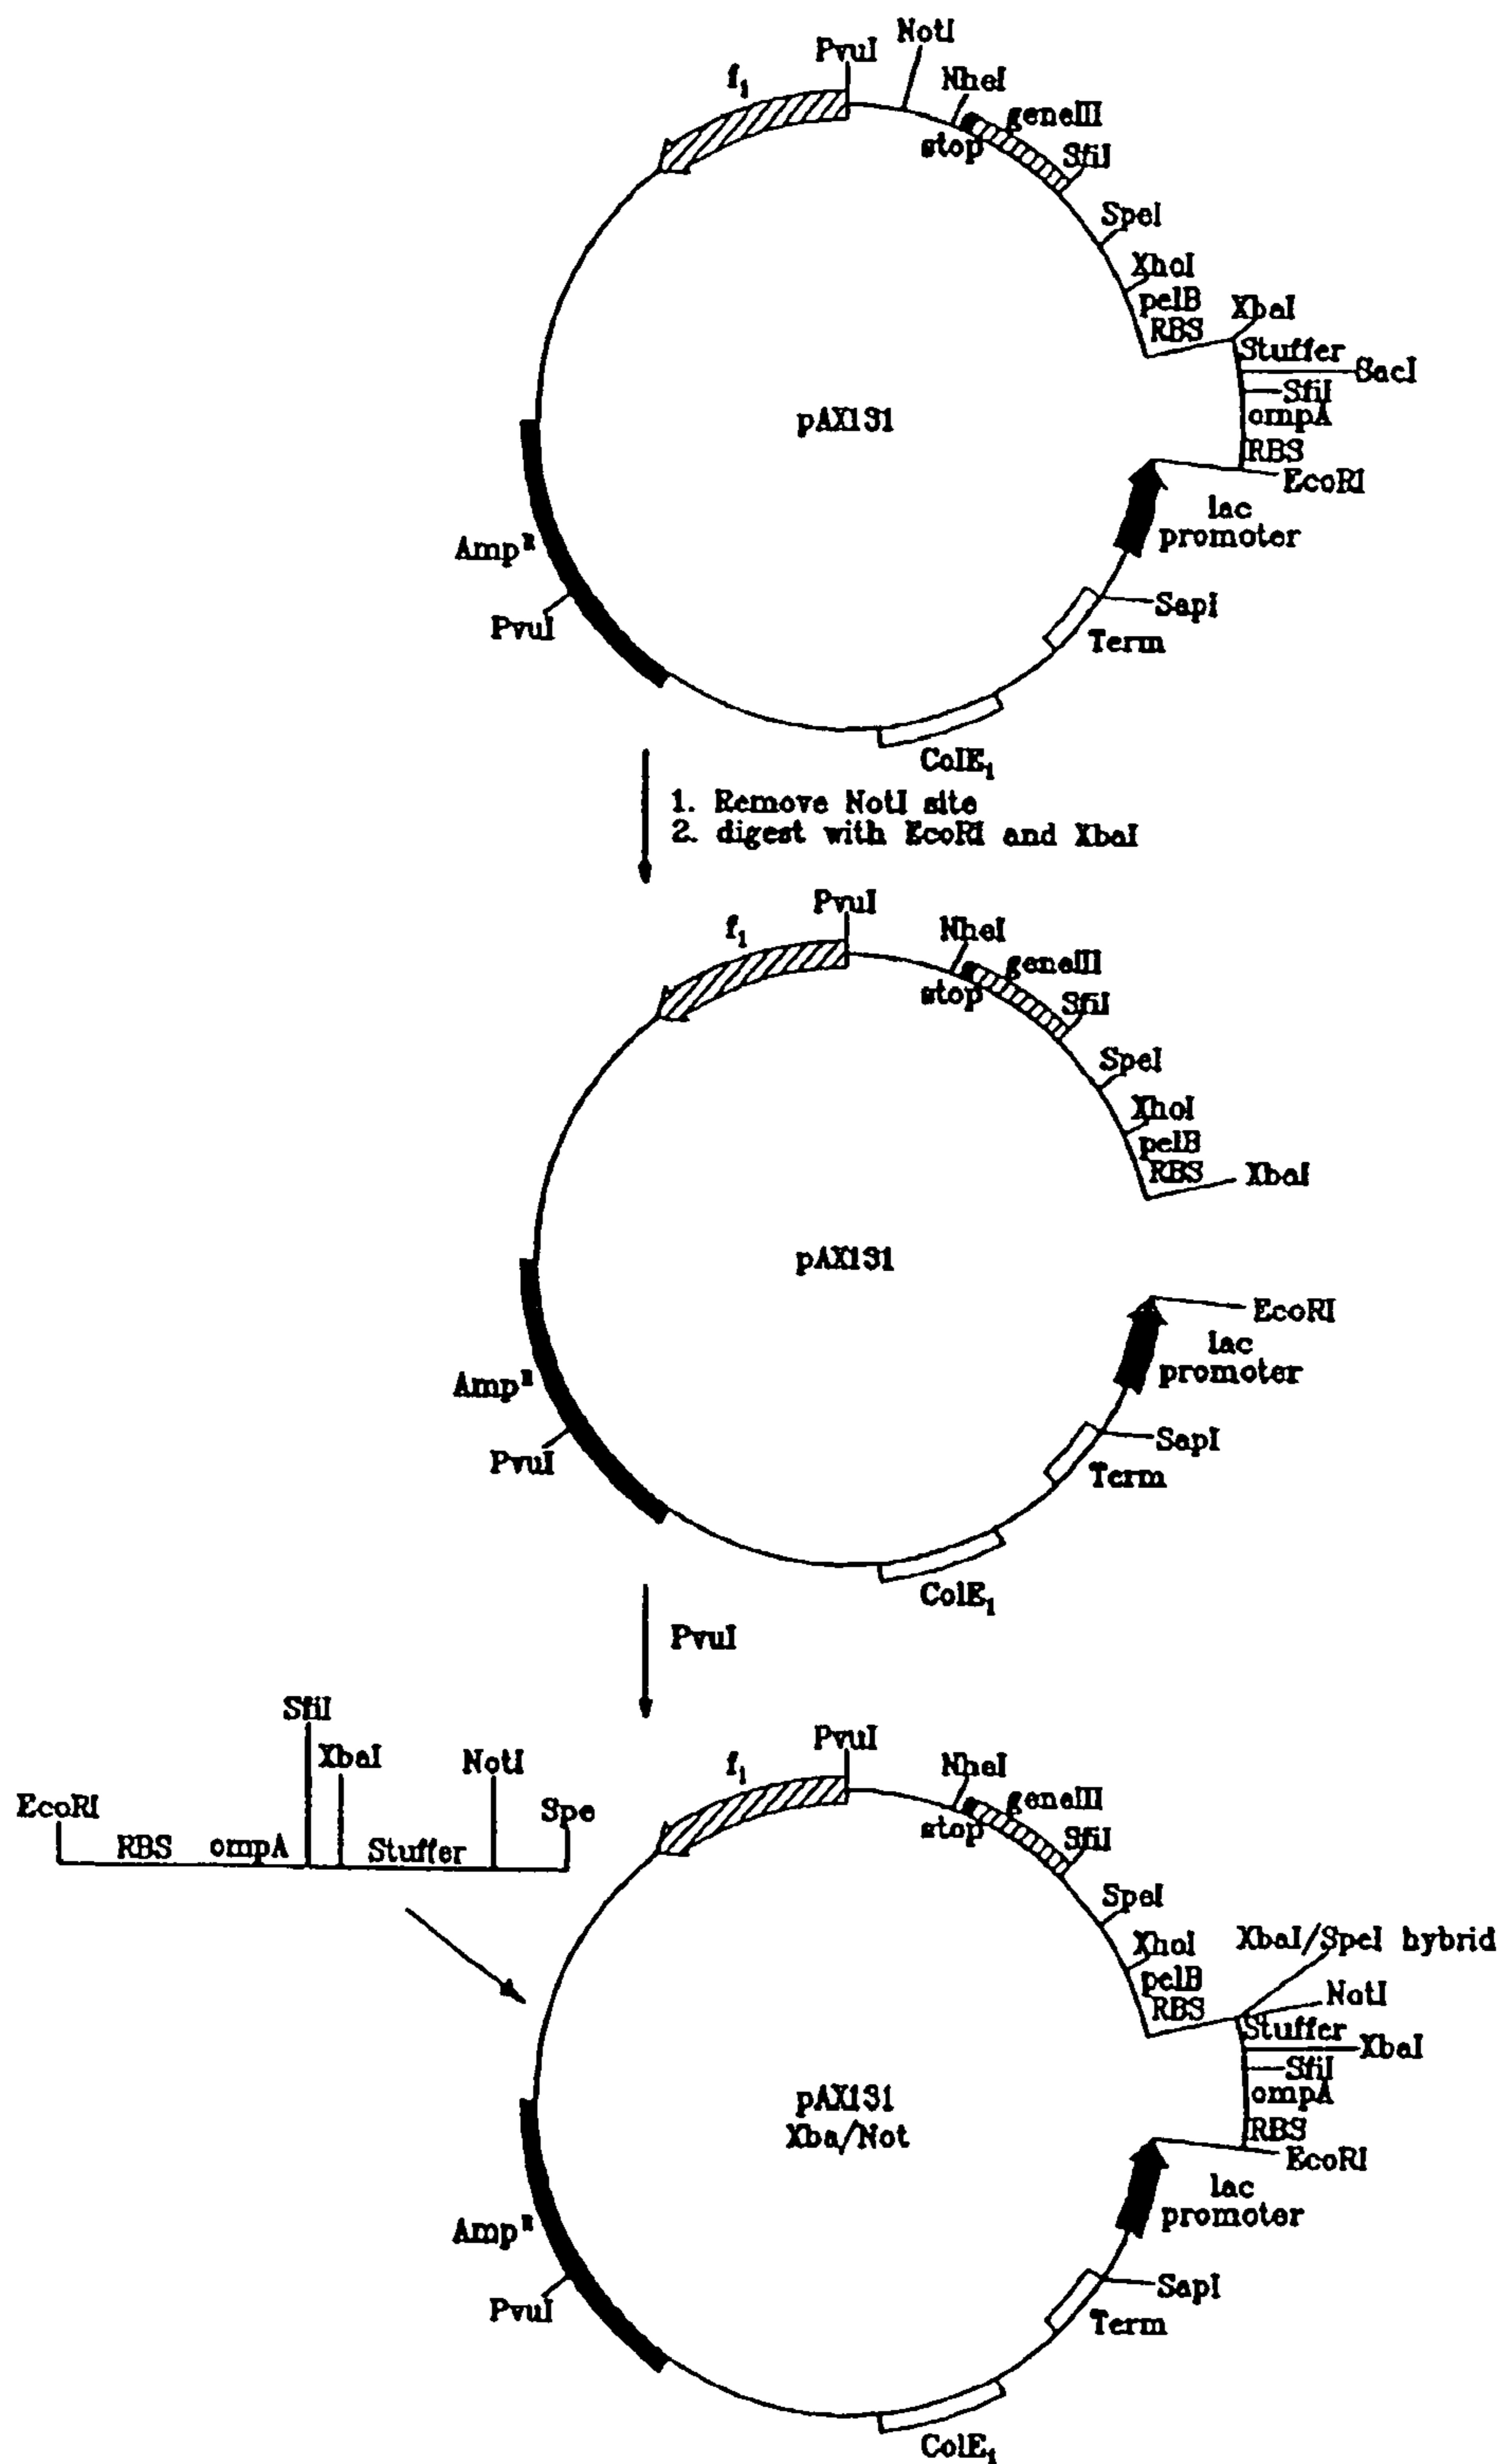 PvuI
NotI
f₁
NheI
geneIII
stop
SfiI
SpeI
XhoI
pelB
RBS
XbaI
Stuffer
SacI
SfiI
ompA
RBS
EcoRI
pAX131
lac
promoter
Ampᴿ
PvuI
SapI
Term
ColE₁
1. Remove NotI site
2. digest with EcoRI and XbaI
PvuI
f₁
NheI
geneIII
stop
SfiI
SpeI
XhoI
pelB
RBS
XbaI
pAX131
EcoRI
lac
promoter
Ampᴿ
PvuI
SapI
Term
ColE₁
PvuI
SfiI
XbaI
NotI
EcoRI
Spe
RBS
ompA
Stuffer
PvuI
f₁
NheI
geneIII
stop
SfiI
SpeI
XhoI
pelB
RBS
XbaI/SpeI hybrid
NotI
Stuffer
XbaI
SfiI
ompA
RBS
EcoRI
pAX131
Xba/Not
lac
promoter
Ampᴿ
PvuI
SapI
Term
ColE₁